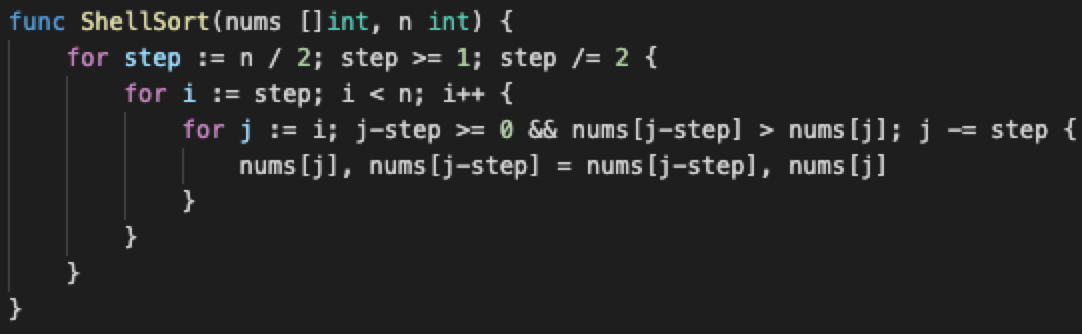 func ShellSort(nums []int, n int) {
    for step := n / 2; step >= 1; step /= 2 {
        for i := step; i < n; i++ {
            for j := i; j-step >= 0 && nums[j-step] > nums[j]; j -= step {
                nums[j], nums[j-step] = nums[j-step], nums[j]
            }
        }
    }
}